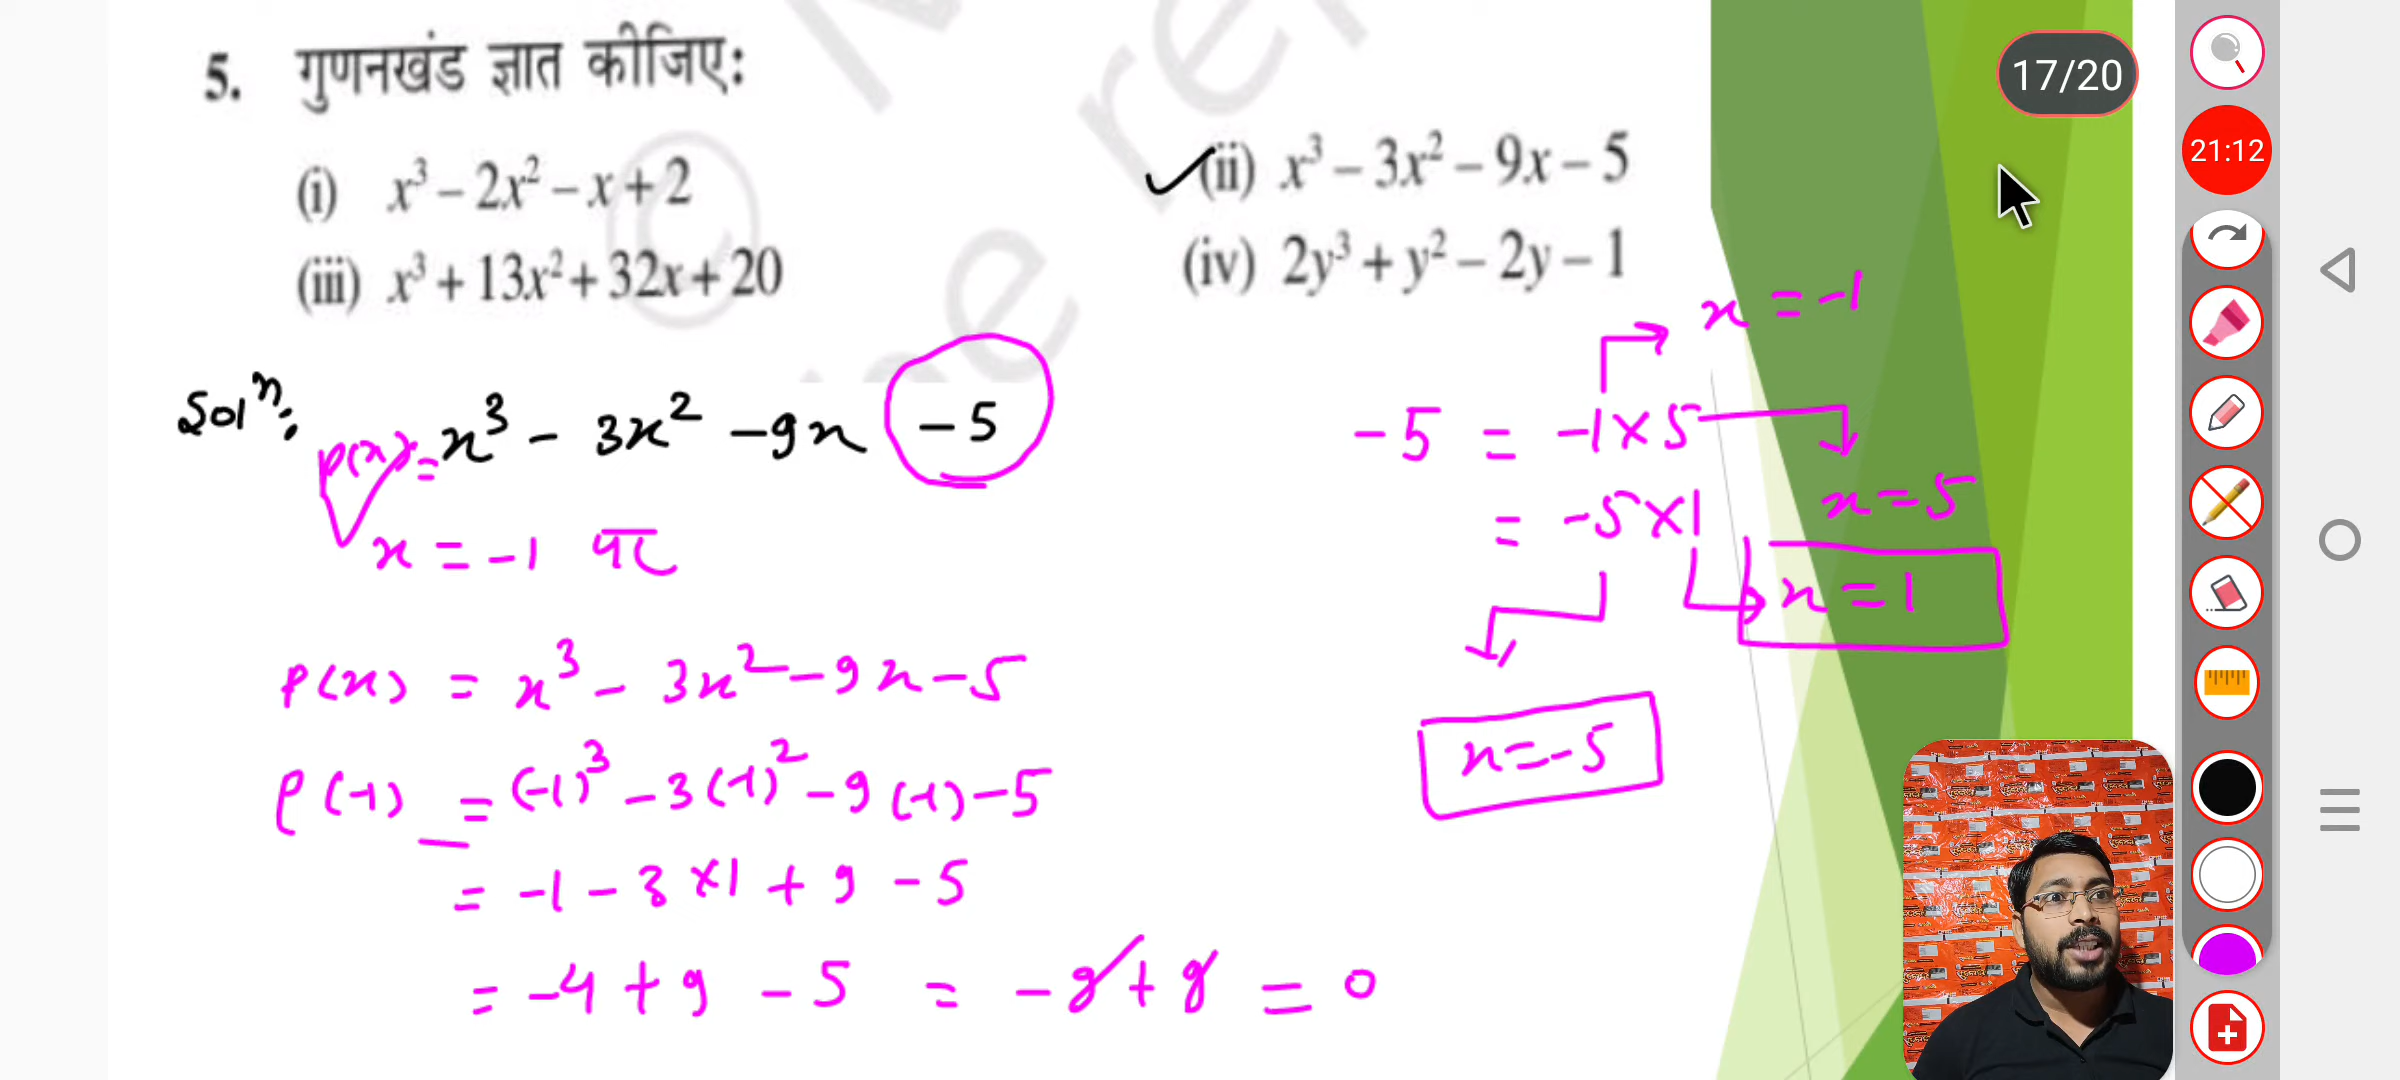 17/20
21:12
5. गुणनखंड ज्ञात कीजिए:
(i) x³ – 2x² – x + 2
(ii) x³ – 3x² – 9x – 5
(iii) x³ + 13x² + 32x + 20
(iv) 2y³ + y² – 2y – 1
x = -1
Solⁿ:
p(x) = x³ - 3x² - 9x - 5
-5 = -1×5
x = 5
= -5×1
x = 1
x = -5
x = -1 पर
P(x) = x³ - 3x² - 9x - 5
P(-1) = (-1)³ - 3(-1)² - 9(-1) - 5
= -1 - 3×1 + 9 - 5
= -4 + 9 - 5 = -9 + 9 = 0